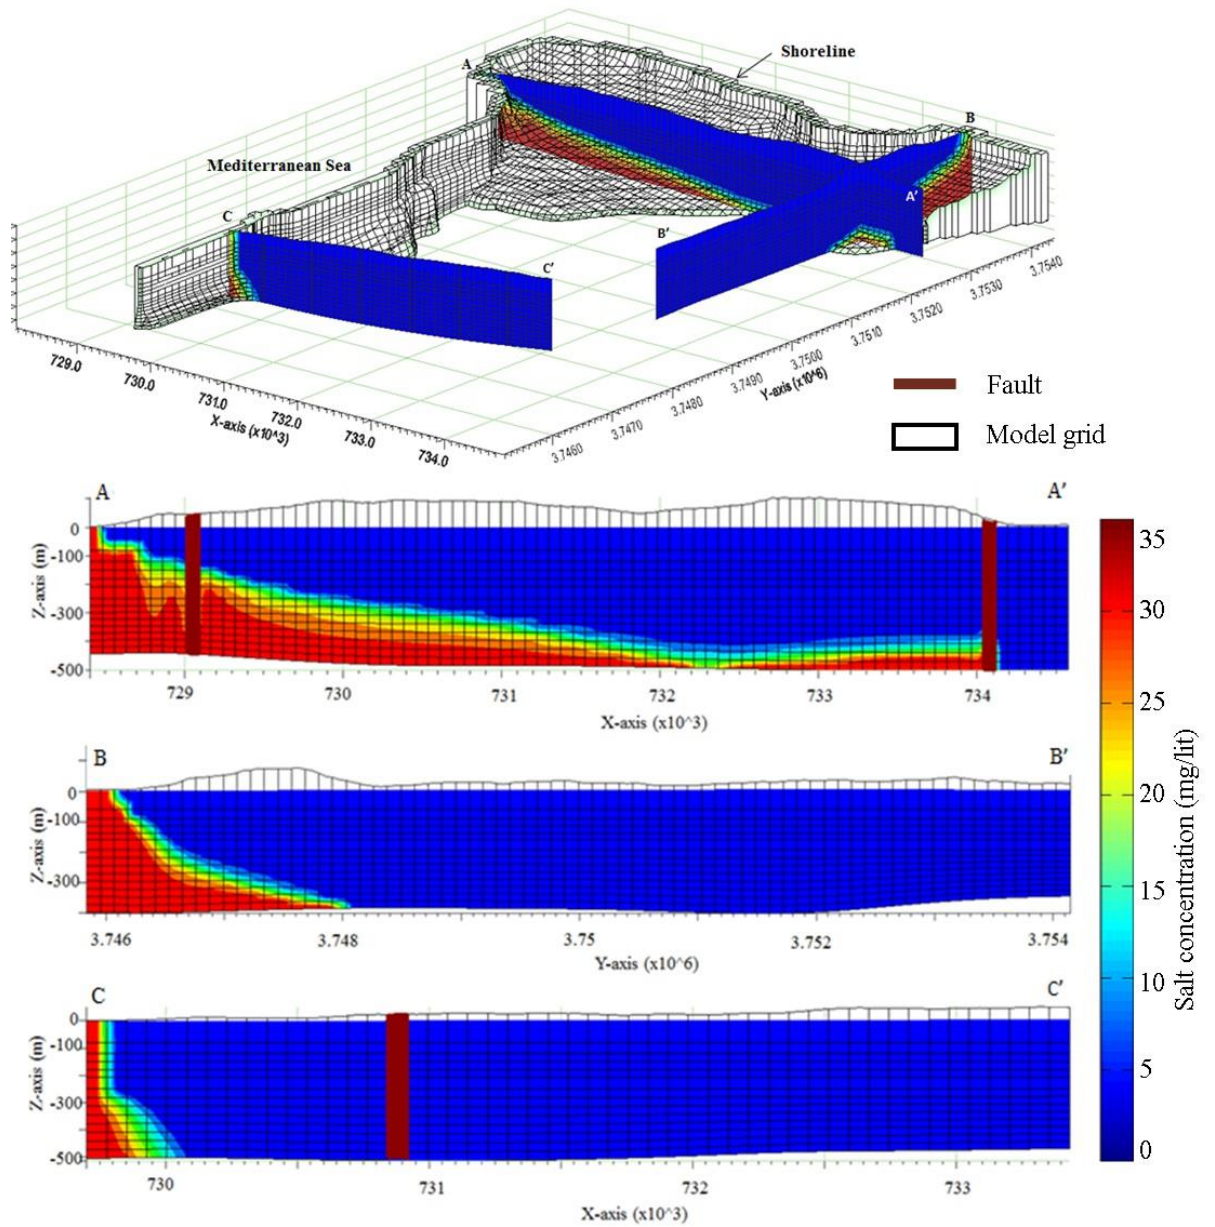 Shoreline
A
B
Mediterranean Sea
A'
C
B'
C'
3.7540
3.7530
3.7520
3.7510
3.7500
3.7490
3.7480
3.7470
3.7460
Y-axis (x10^6)
729.0
730.0
731.0
732.0
733.0
734.0
X-axis (x10^3)
Fault
Model grid
A
A'
0
-100
-300
-500
Z-axis (m)
729
730
731
732
733
734
X-axis (x10^3)
B
B'
0
-100
-300
Z-axis (m)
3.746
3.748
3.75
3.752
3.754
Y-axis (x10^6)
C
C'
0
-100
-300
-500
Z-axis (m)
730
731
732
733
X-axis (x10^3)
35
30
25
20
15
10
5
0
Salt concentration (mg/lit)